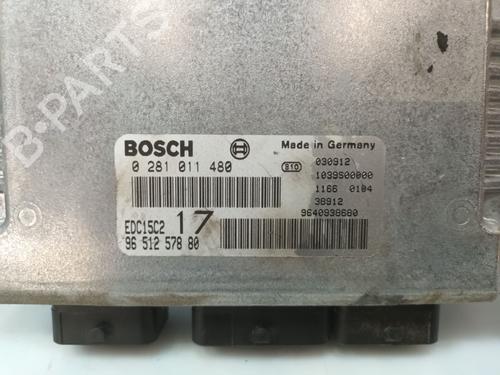 B-PARTS
BOSCH
Made in Germany
0 281 011 480
E10
030912
1039S00000
1166 0104
38912
9640938680
EDC15C2
17
96 512 578 80